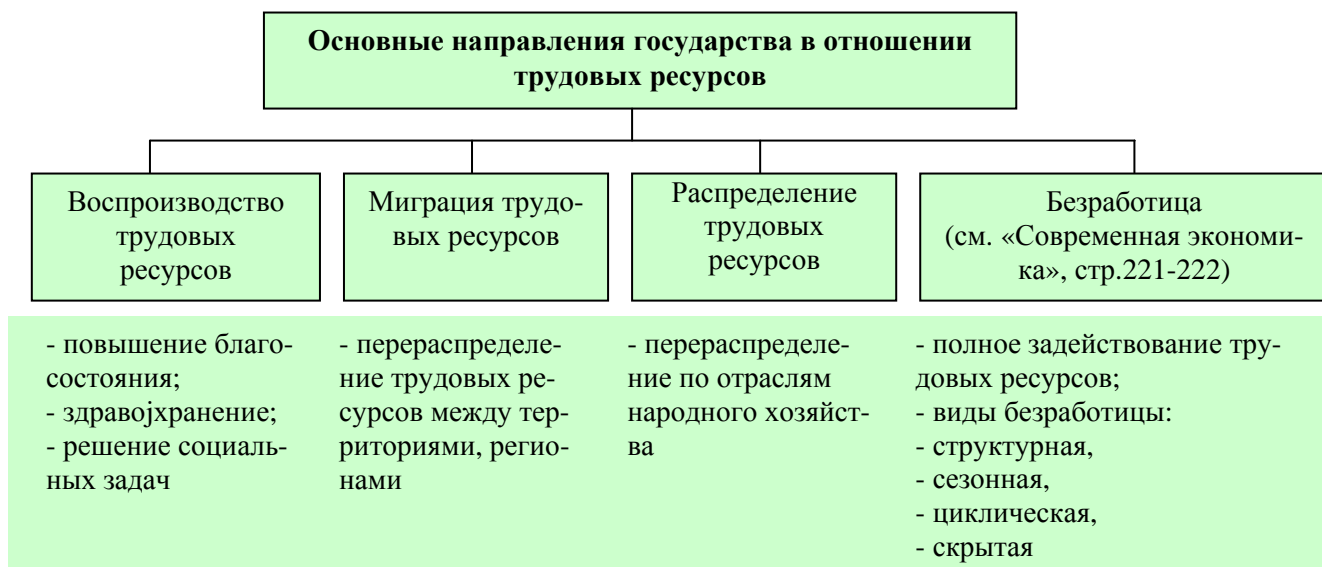 Основные направления государства в отношении
трудовых ресурсов
Воспроизводство
трудовых
ресурсов
Миграция трудо-
вых ресурсов
Распределение
трудовых
ресурсов
Безработица
(см. «Современная экономи-
ка», стр.221-222)
- повышение благо-
состояния;
- здравојхранение;
- решение социаль-
ных задач
- перераспределе-
ние трудовых ре-
сурсов между тер-
риториями, регио-
нами
- перераспределе-
ние по отраслям
народного хозяйст-
ва
- полное задействование тру-
довых ресурсов;
- виды безработицы:
- структурная,
- сезонная,
- циклическая,
- скрытая